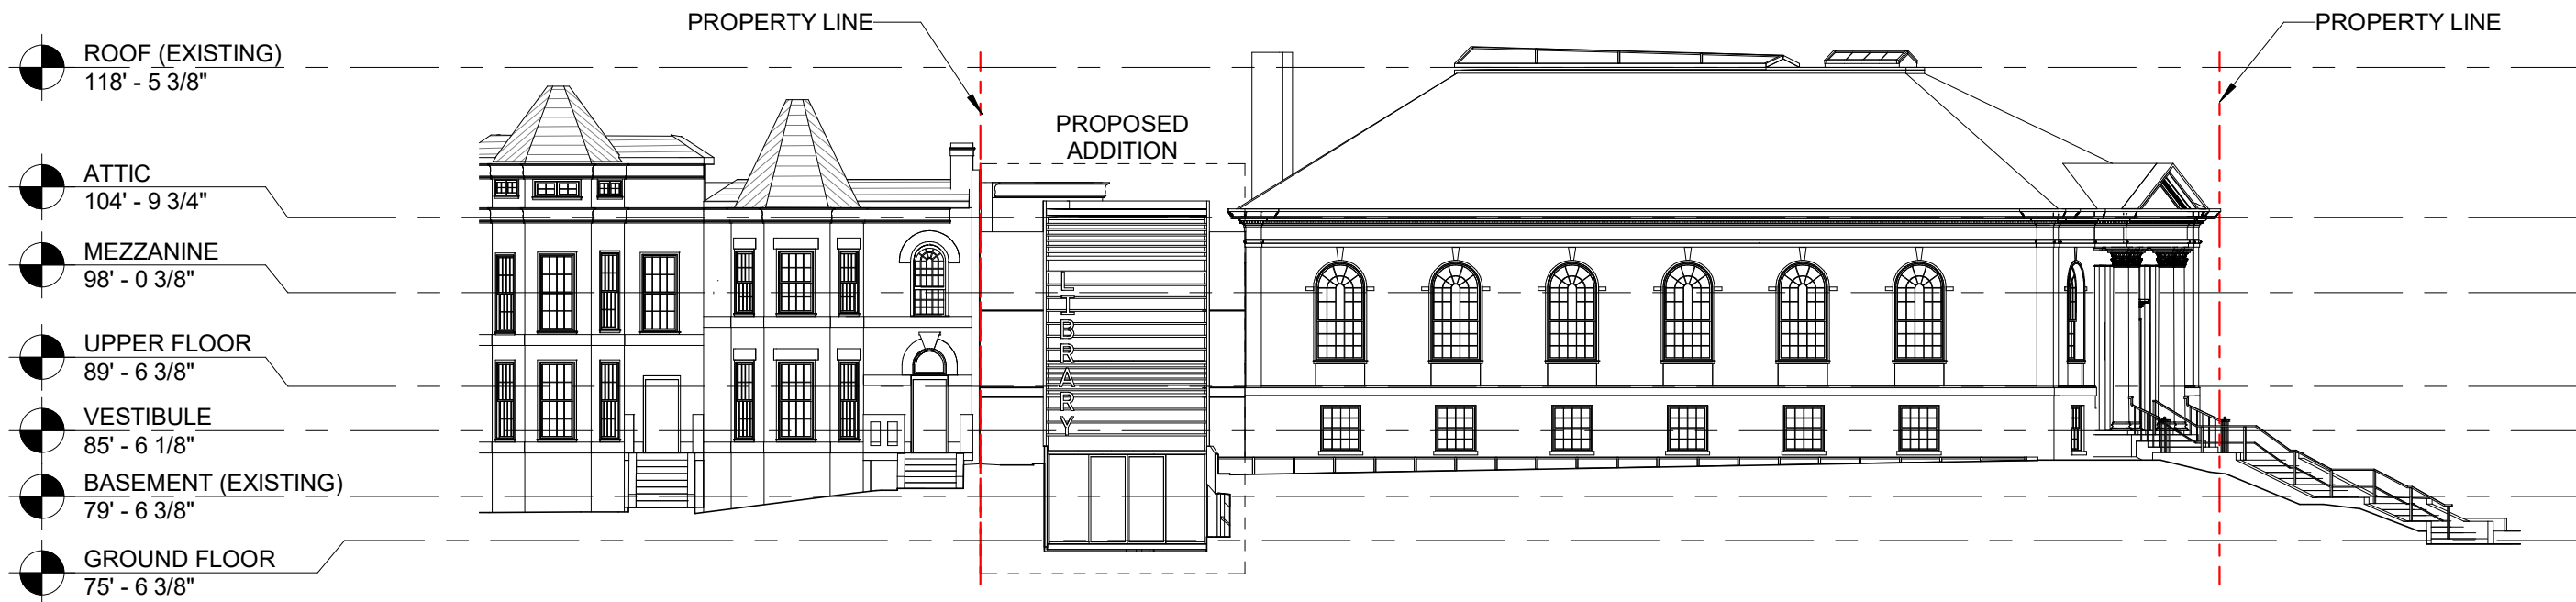 PROPERTY LINE
PROPERTY LINE
ROOF (EXISTING)
118' - 5 3/8"
PROPOSED
ADDITION
ATTIC
104' - 9 3/4"
MEZZANINE
98' - 0 3/8"
LIBRARY
UPPER FLOOR
89' - 6 3/8"
VESTIBULE
85' - 6 1/8"
BASEMENT (EXISTING)
79' - 6 3/8"
GROUND FLOOR
75' - 6 3/8"